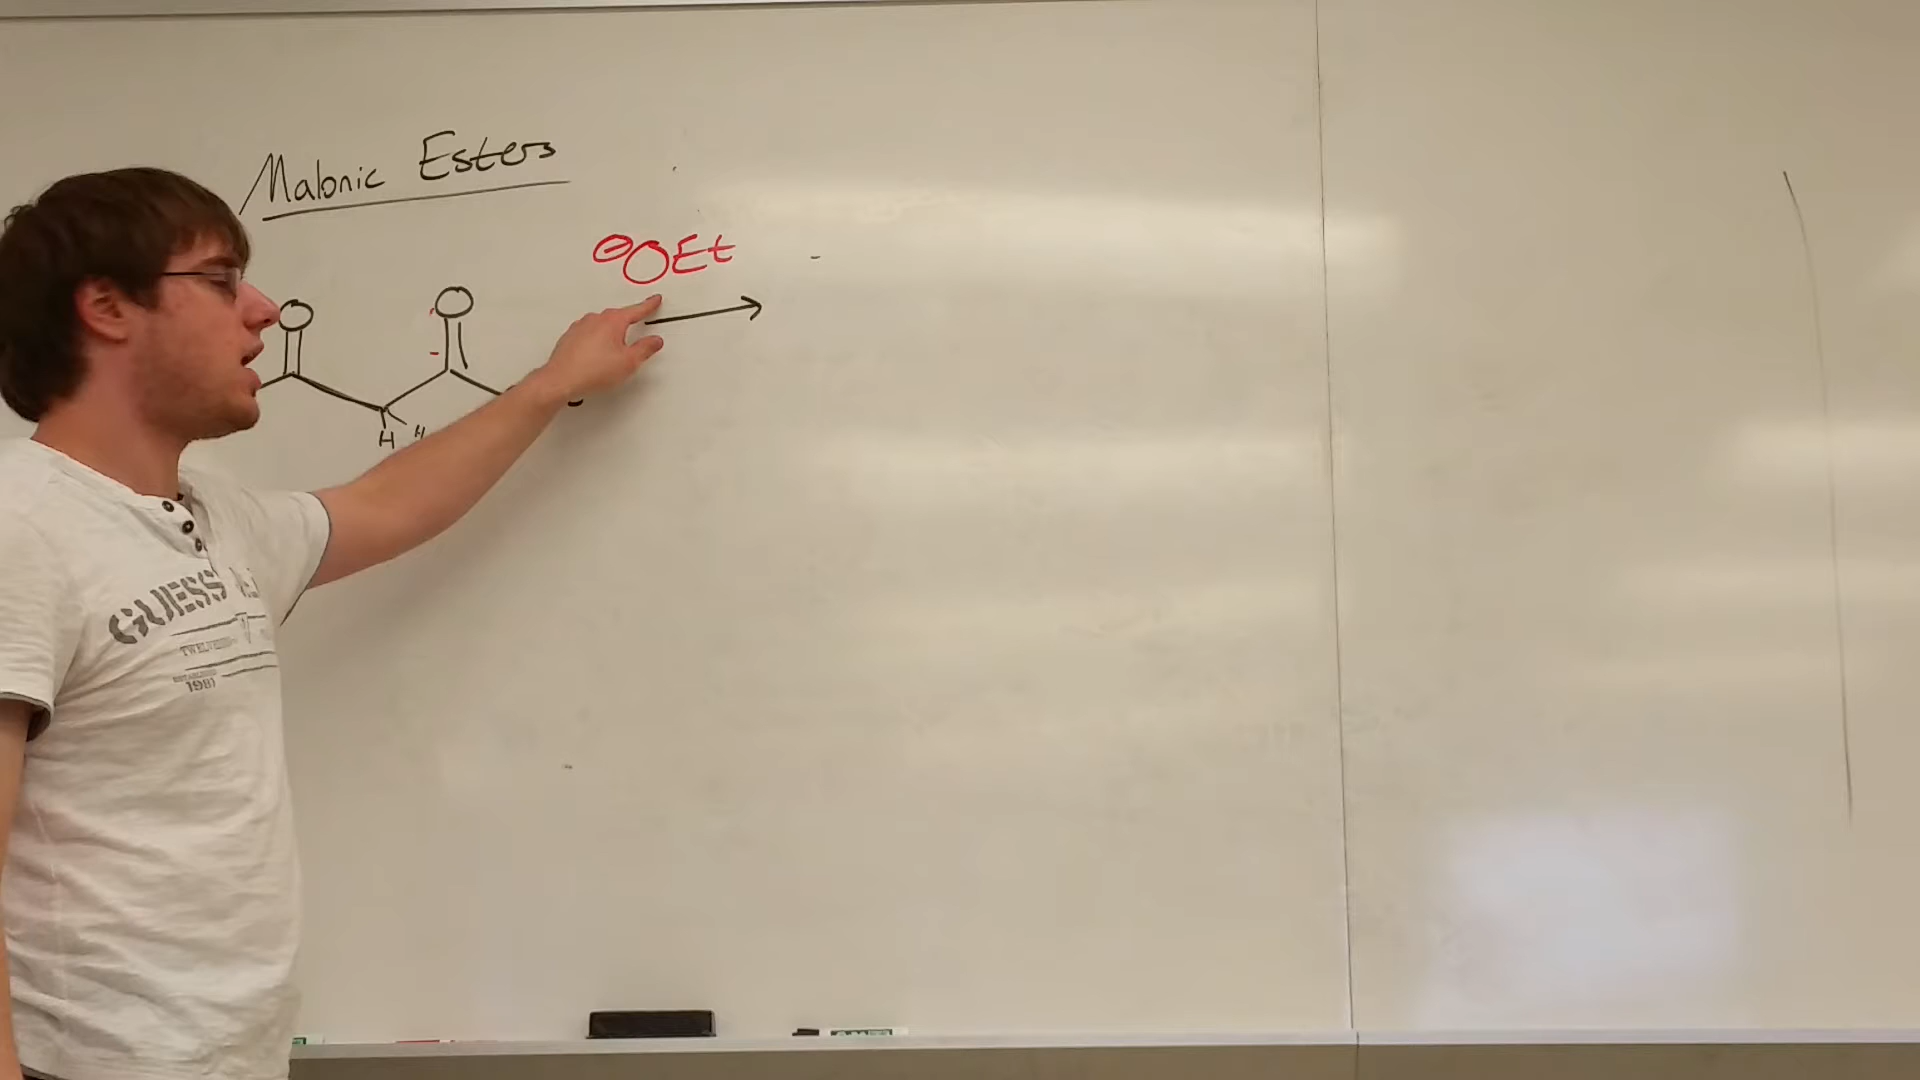 Malonic Esters
⊖OEt
O O
H H
GUESS
1981